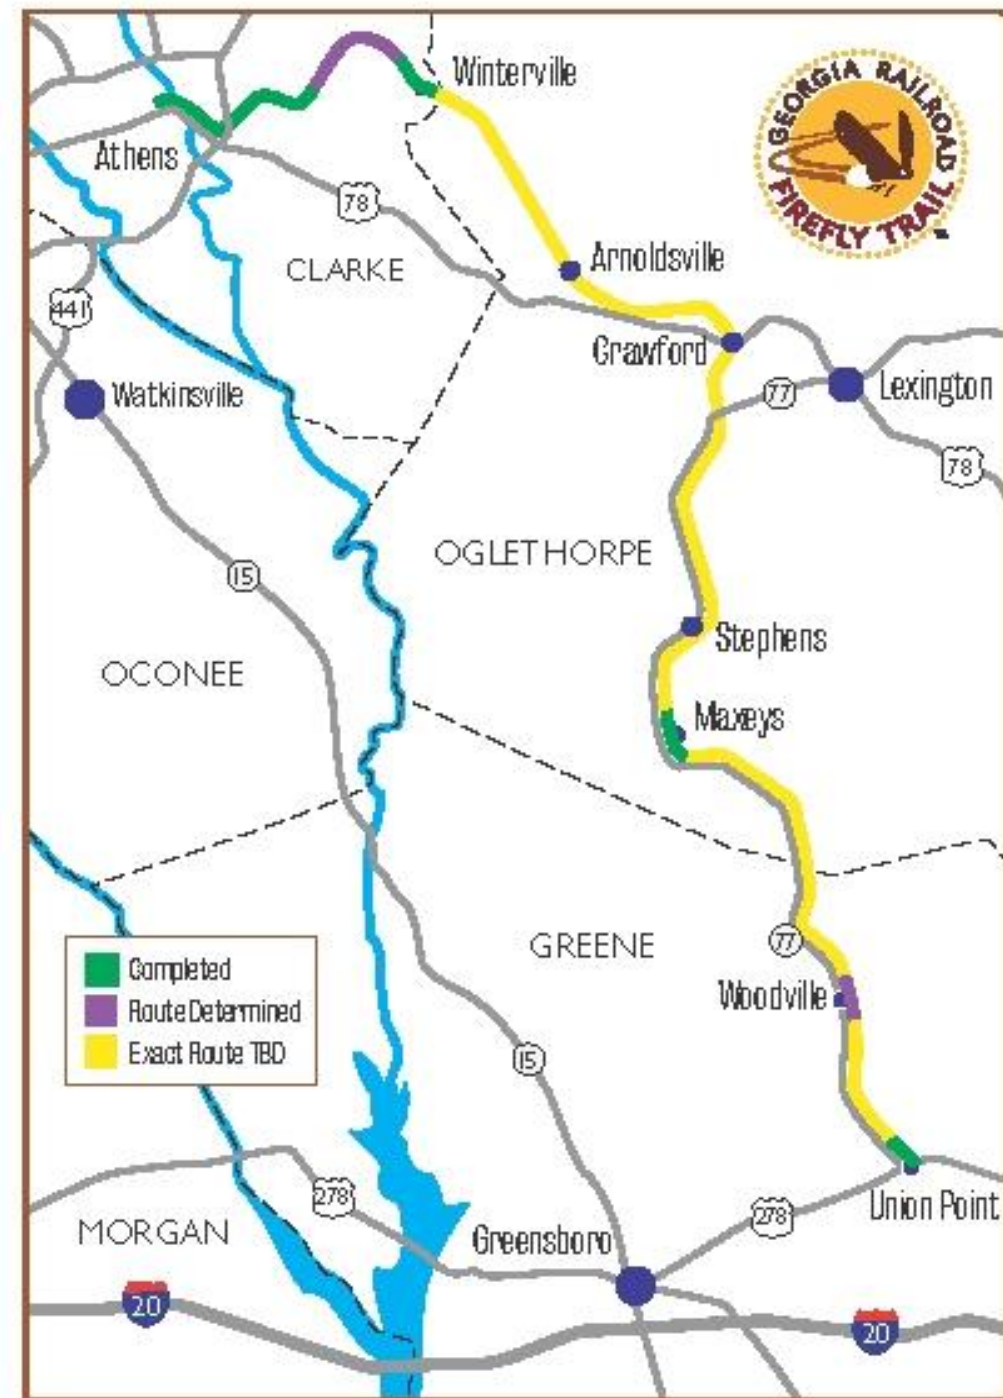 Winterville
GEORGIA RAILROAD
FIREFLY TRAIL
Athens
78
CLARKE
Arnoldsville
441
Crawford
Watkinsville
77
Lexington
78
OGLETHORPE
15
Stephens
OCONEE
Maxeys
GREENE
77
Completed
Woodville
Route Determined
Exact Route TBD
15
278
278
Union Point
MORGAN
Greensboro
20
20